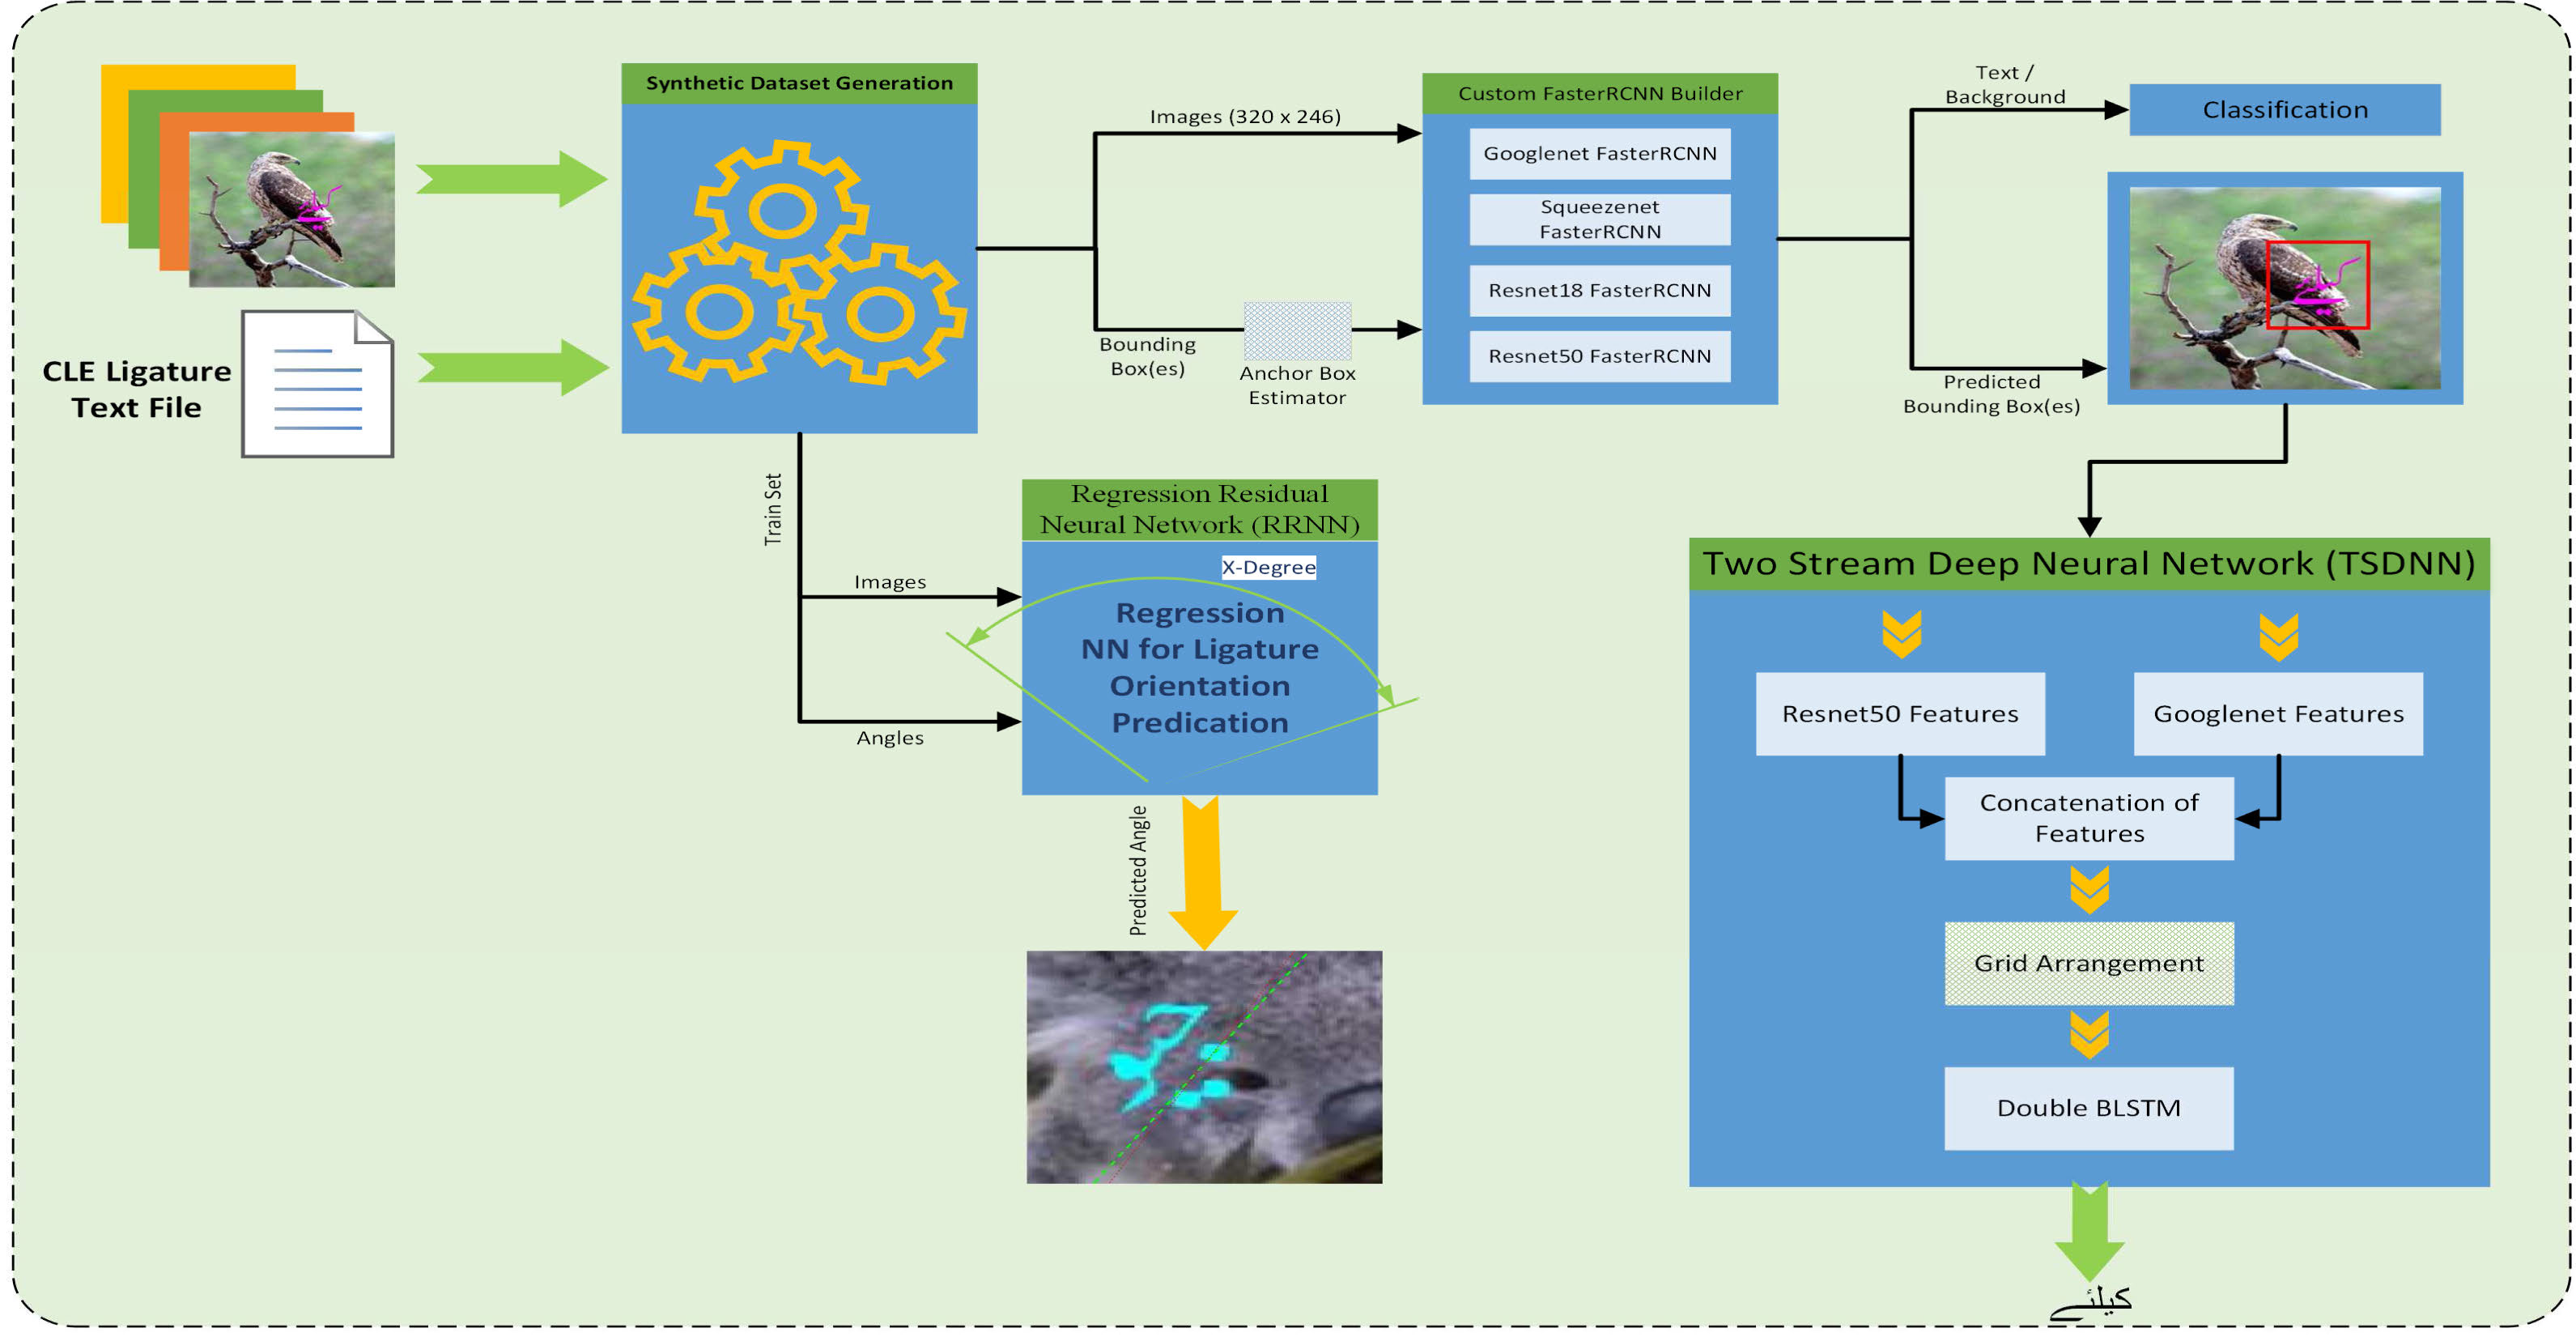 CLE Ligature
Text File
Synthetic Dataset Generation
Images (320 x 246)
Bounding
Box(es)
Anchor Box
Estimator
Custom FasterRCNN Builder
Googlenet FasterRCNN
Squeezenet
FasterRCNN
Resnet18 FasterRCNN
Resnet50 FasterRCNN
Text /
Background
Classification
Predicted
Bounding Box(es)
Train Set
Images
Angles
Regression Residual
Neural Network (RRNN)
X-Degree
Regression
NN for Ligature
Orientation
Predication
Predicted Angle
Two Stream Deep Neural Network (TSDNN)
Resnet50 Features
Googlenet Features
Concatenation of
Features
Grid Arrangement
Double BLSTM
کیلئے